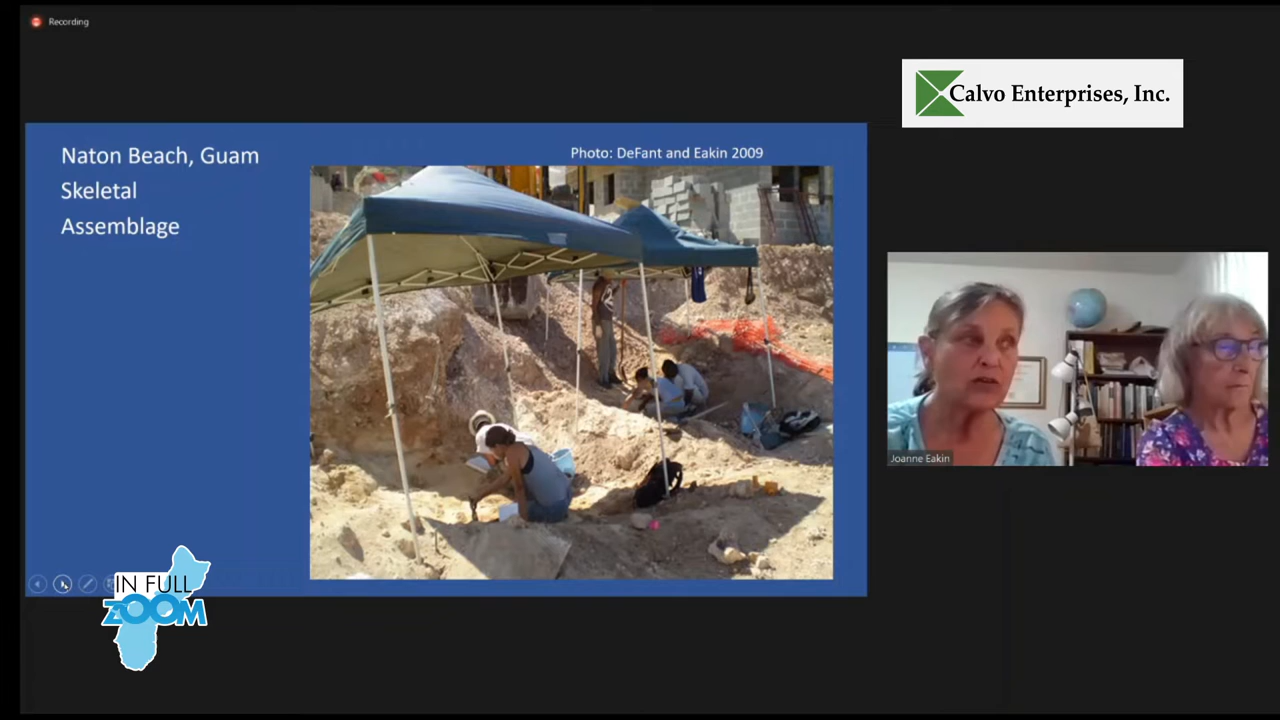 Recording
Calvo Enterprises, Inc.
Naton Beach, Guam
Skeletal
Assemblage
Photo: DeFant and Eakin 2009
Joanne Eakin
IN FULL
ZOOM